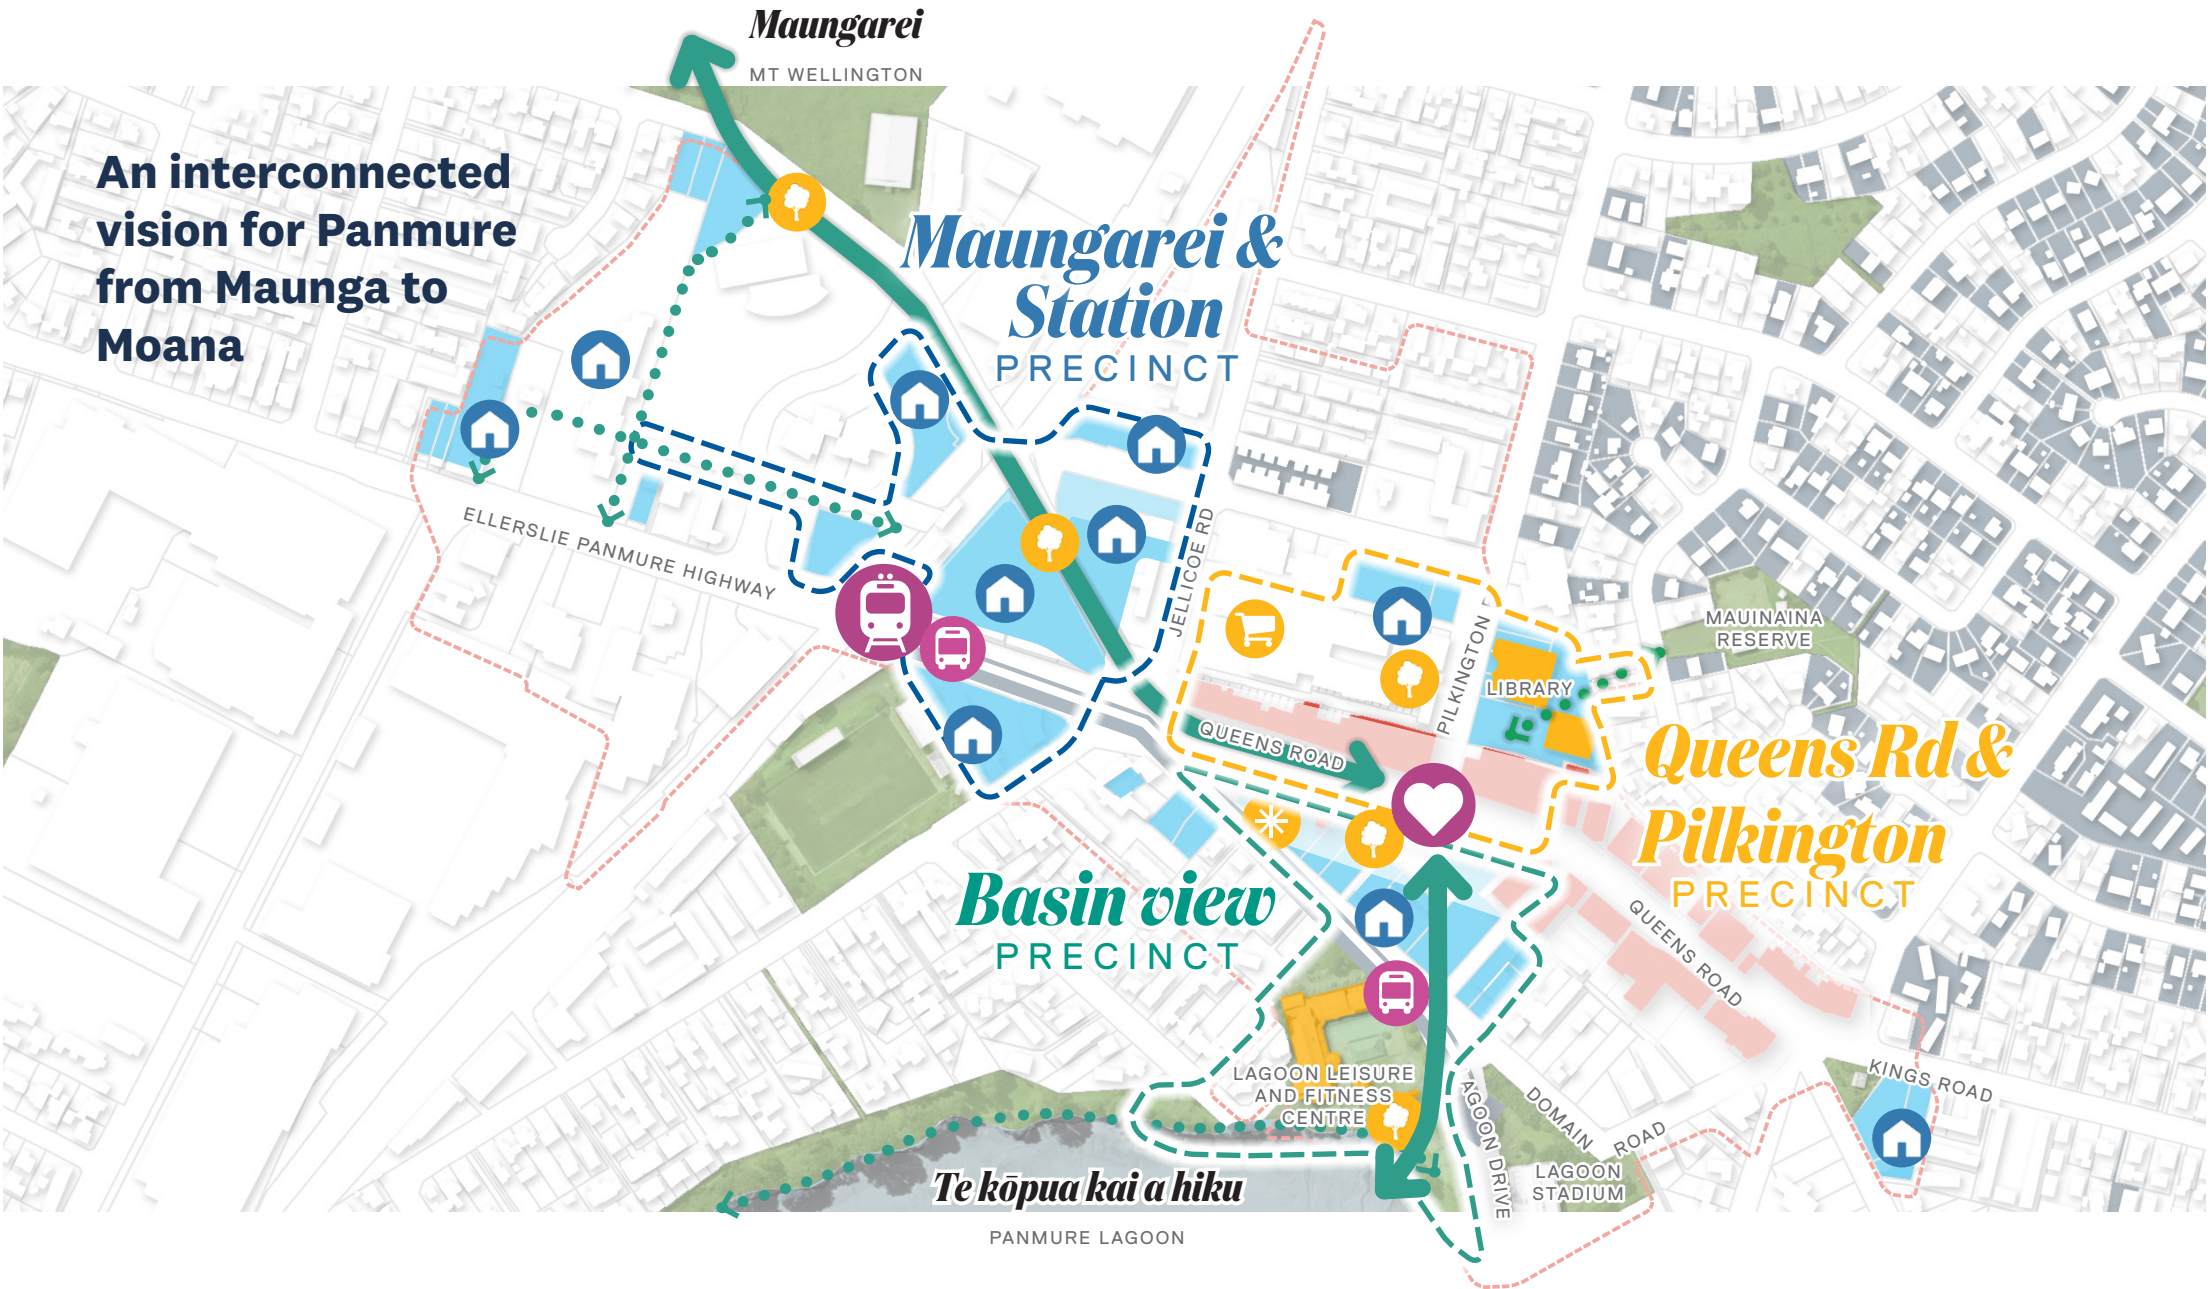 Maungarei
MT WELLINGTON
An interconnected
vision for Panmure
from Maunga to
Moana
Maungarei &
Station
PRECINCT
ELLERSLIE PANMURE HIGHWAY
JELLICOE RD
PILKINGTON
LIBRARY
MAUINAINA
RESERVE
QUEENS ROAD
Queens Rd &
Pilkington
PRECINCT
Basin view
PRECINCT
QUEENS ROAD
LAGOON LEISURE
AND FITNESS
CENTRE
KINGS ROAD
DOMAIN ROAD
LAGOON
STADIUM
AGOON DRIVE
Te kōpua kai a hiku
PANMURE LAGOON